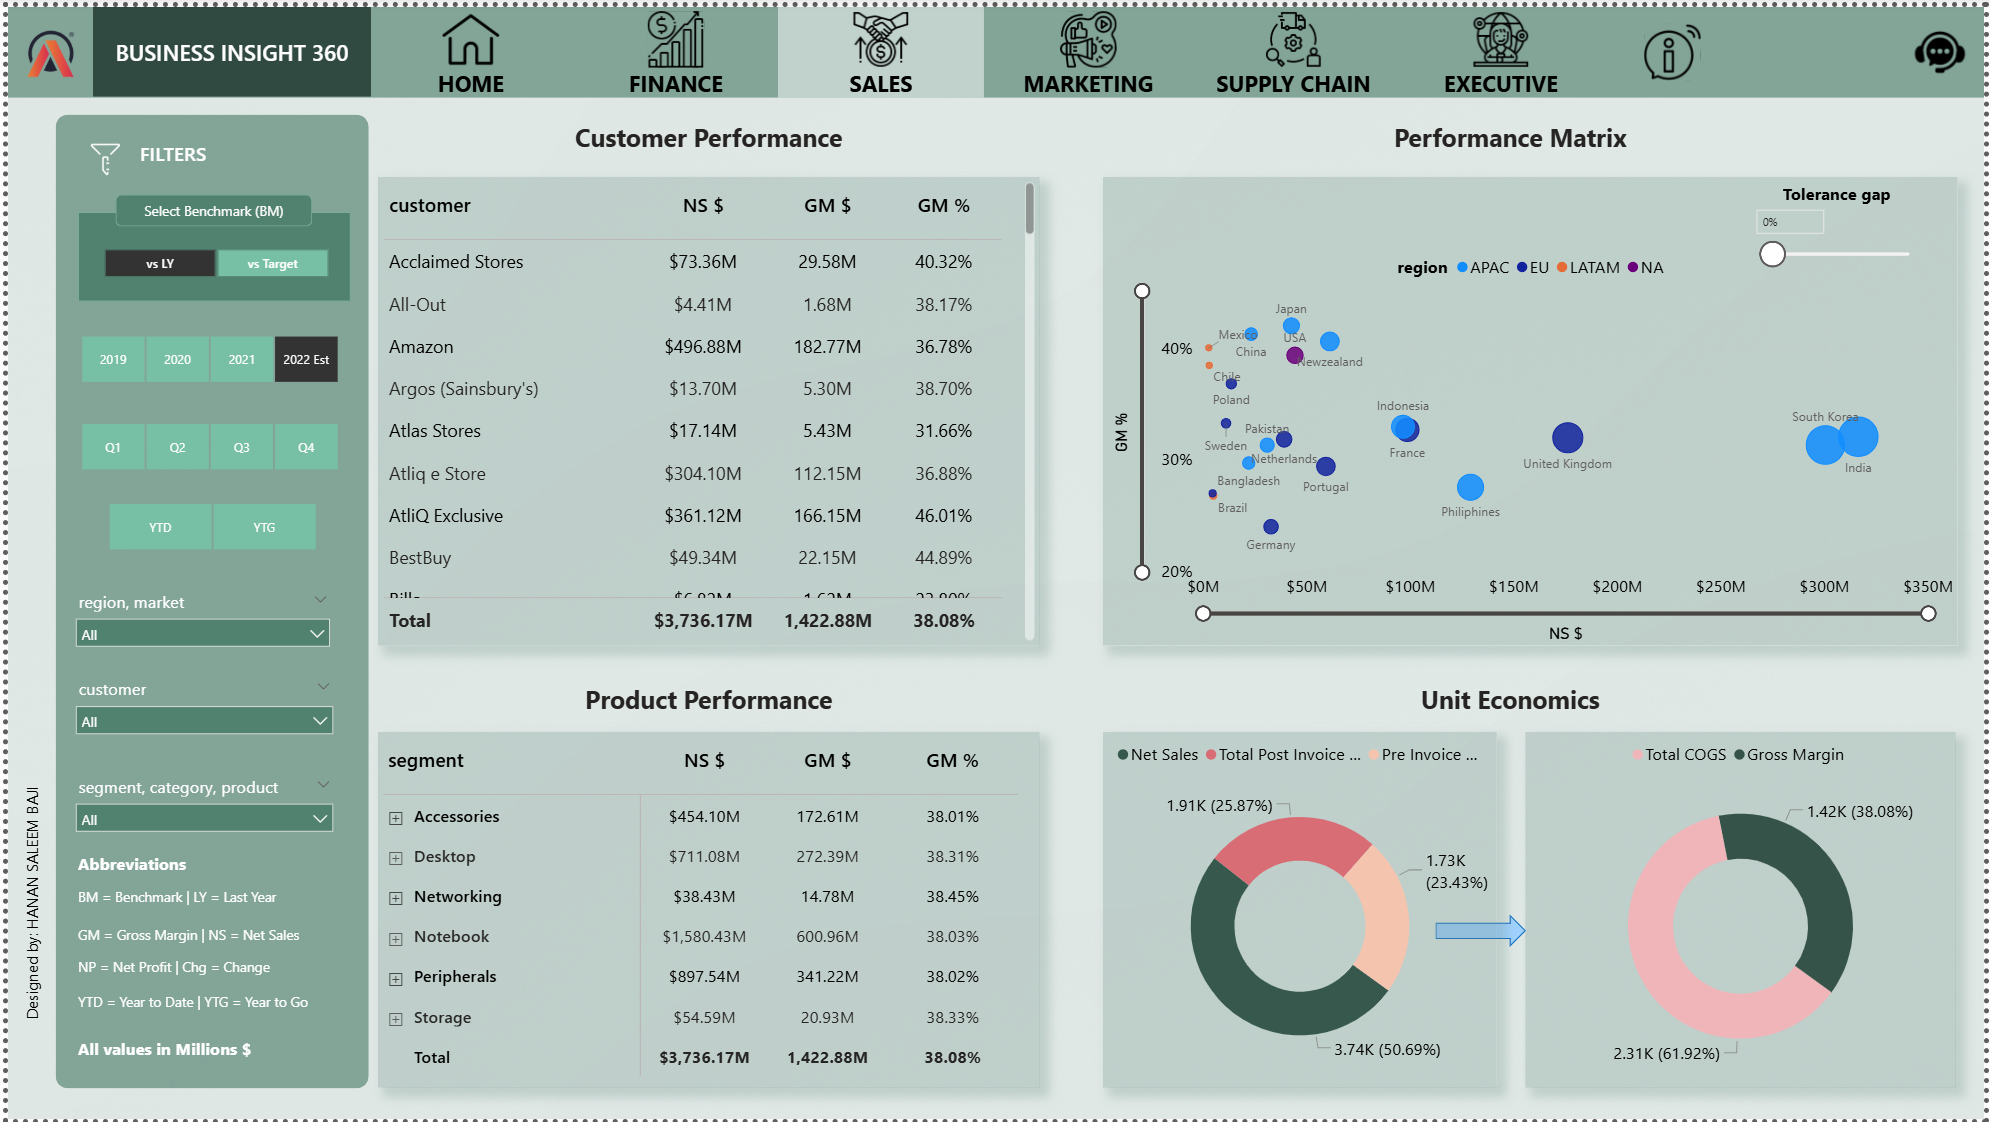 BUSINESS INSIGHT 360
HOME
FINANCE
SALES
MARKETING
SUPPLY CHAIN
EXECUTIVE
FILTERS
Select Benchmark (BM)
vs LY
vs Target
2019
2020
2021
2022 Est
Q1
Q2
Q3
Q4
YTD
YTG
region, market
All
customer
All
segment, category, product
All
Abbreviations
BM = Benchmark | LY = Last Year
GM = Gross Margin | NS = Net Sales
NP = Net Profit | Chg = Change
YTD = Year to Date | YTG = Year to Go
All values in Millions $
Designed by: HANAN SALEEM BAJI
Customer Performance
customer NS $ GM $ GM %
Acclaimed Stores $73.36M 29.58M 40.32%
All-Out $4.41M 1.68M 38.17%
Amazon $496.88M 182.77M 36.78%
Argos (Sainsbury's) $13.70M 5.30M 38.70%
Atlas Stores $17.14M 5.43M 31.66%
Atliq e Store $304.10M 112.15M 36.88%
AtliQ Exclusive $361.12M 166.15M 46.01%
BestBuy $49.34M 22.15M 44.89%
Total $3,736.17M 1,422.88M 38.08%
Performance Matrix
Tolerance gap
0%
region APAC EU LATAM NA
GM %
40%
30%
20%
Japan
Mexico
USA
China
Newzealand
Chile
Poland
Indonesia
South Korea
Pakistan
Sweden
France
Netherlands
United Kingdom
India
Bangladesh
Portugal
Brazil
Philiphines
Germany
$0M $50M $100M $150M $200M $250M $300M $350M
NS $
Product Performance
segment NS $ GM $ GM %
Accessories $454.10M 172.61M 38.01%
Desktop $711.08M 272.39M 38.31%
Networking $38.43M 14.78M 38.45%
Notebook $1,580.43M 600.96M 38.03%
Peripherals $897.54M 341.22M 38.02%
Storage $54.59M 20.93M 38.33%
Total $3,736.17M 1,422.88M 38.08%
Unit Economics
Net Sales Total Post Invoice ... Pre Invoice ...
1.91K (25.87%)
1.73K
(23.43%)
3.74K (50.69%)
Total COGS Gross Margin
1.42K (38.08%)
2.31K (61.92%)